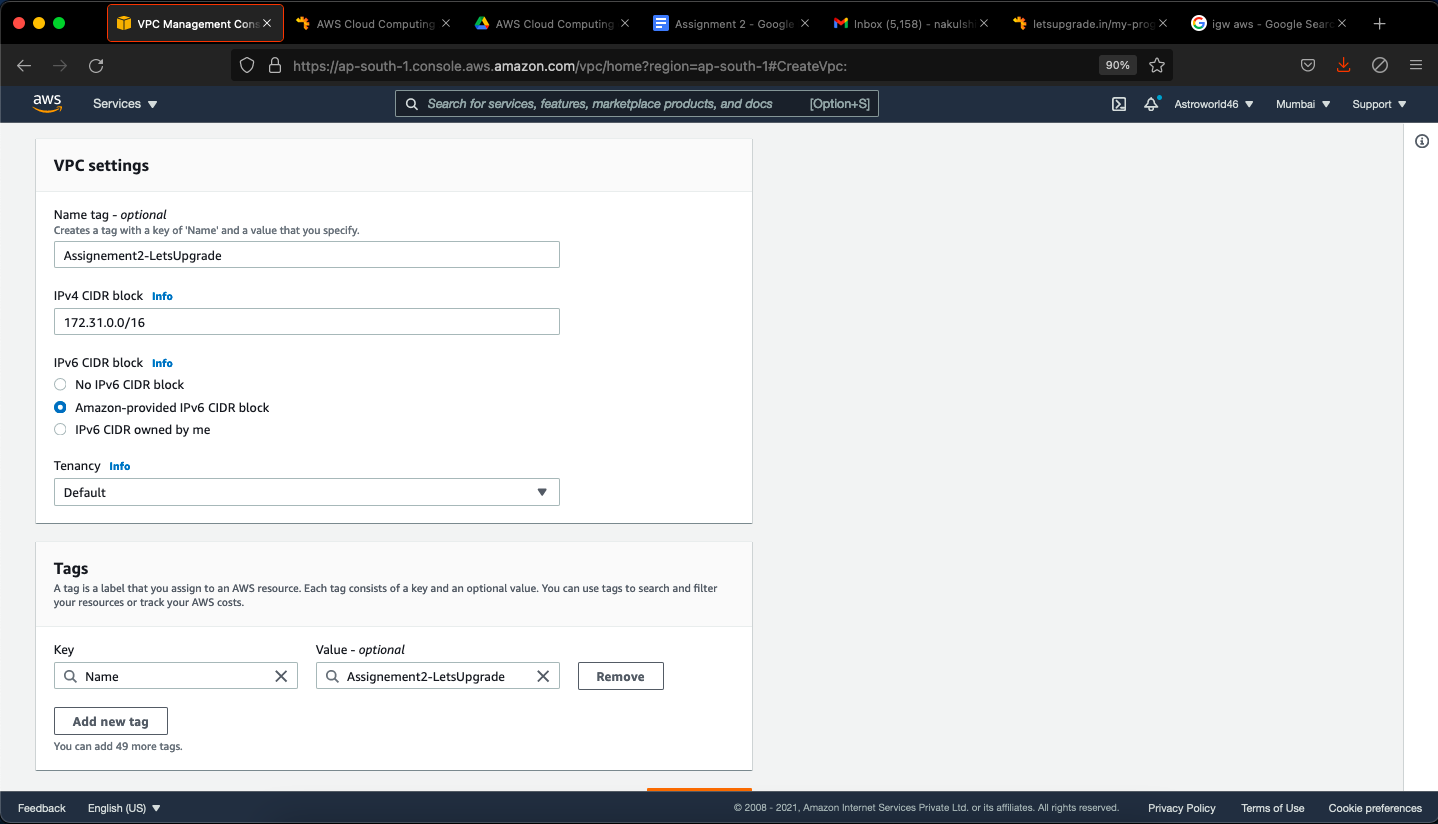 VPC Management Cons
AWS Cloud Computing
AWS Cloud Computing
Assignment 2 - Google
Inbox (5,158) - nakulsh
letsupgrade.in/my-prog
igw aws - Google Searc
https://ap-south-1.console.aws.amazon.com/vpc/home?region=ap-south-1#CreateVpc:
90%
aws
Services
Search for services, features, marketplace products, and docs [Option+S]
Astroworld46
Mumbai
Support
VPC settings
Name tag - optional
Creates a tag with a key of 'Name' and a value that you specify.
Assignement2-LetsUpgrade
IPv4 CIDR block Info
172.31.0.0/16
IPv6 CIDR block Info
No IPv6 CIDR block
Amazon-provided IPv6 CIDR block
IPv6 CIDR owned by me
Tenancy Info
Default
Tags
A tag is a label that you assign to an AWS resource. Each tag consists of a key and an optional value. You can use tags to search and filter
your resources or track your AWS costs.
Key
Value - optional
Name
Assignement2-LetsUpgrade
Remove
Add new tag
You can add 49 more tags.
Feedback
English (US)
© 2008 - 2021, Amazon Internet Services Private Ltd. or its affiliates. All rights reserved.
Privacy Policy
Terms of Use
Cookie preferences